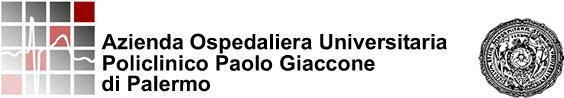 Azienda Ospedaliera Universitaria
Policlinico Paolo Giaccone
di Palermo